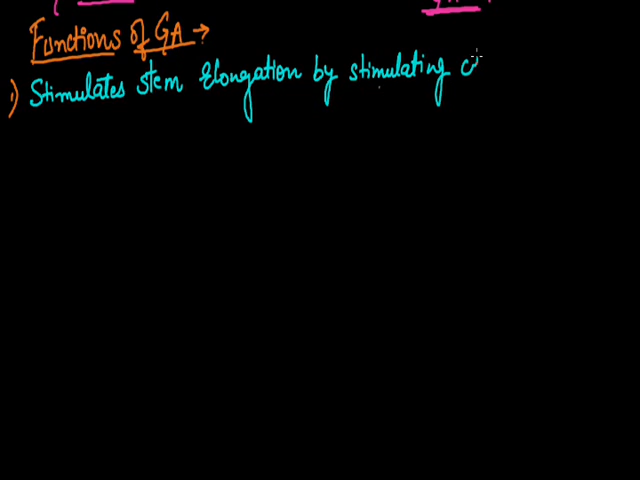 Functions of GA →
1) Stimulates stem Elongation by stimulating c